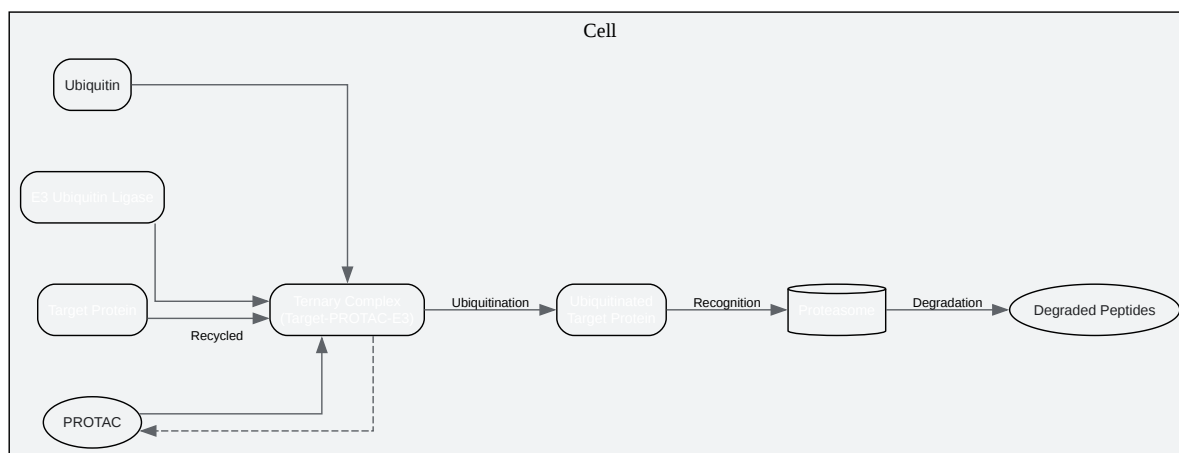 Cell
Ubiquitin
E3 Ubiquitin Ligase
Target Protein
Recycled
PROTAC
Ternary Complex
(Target-PROTAC-E3)
Ubiquitination
Ubiquitinated
Target Protein
Recognition
Proteasome
Degradation
Degraded Peptides